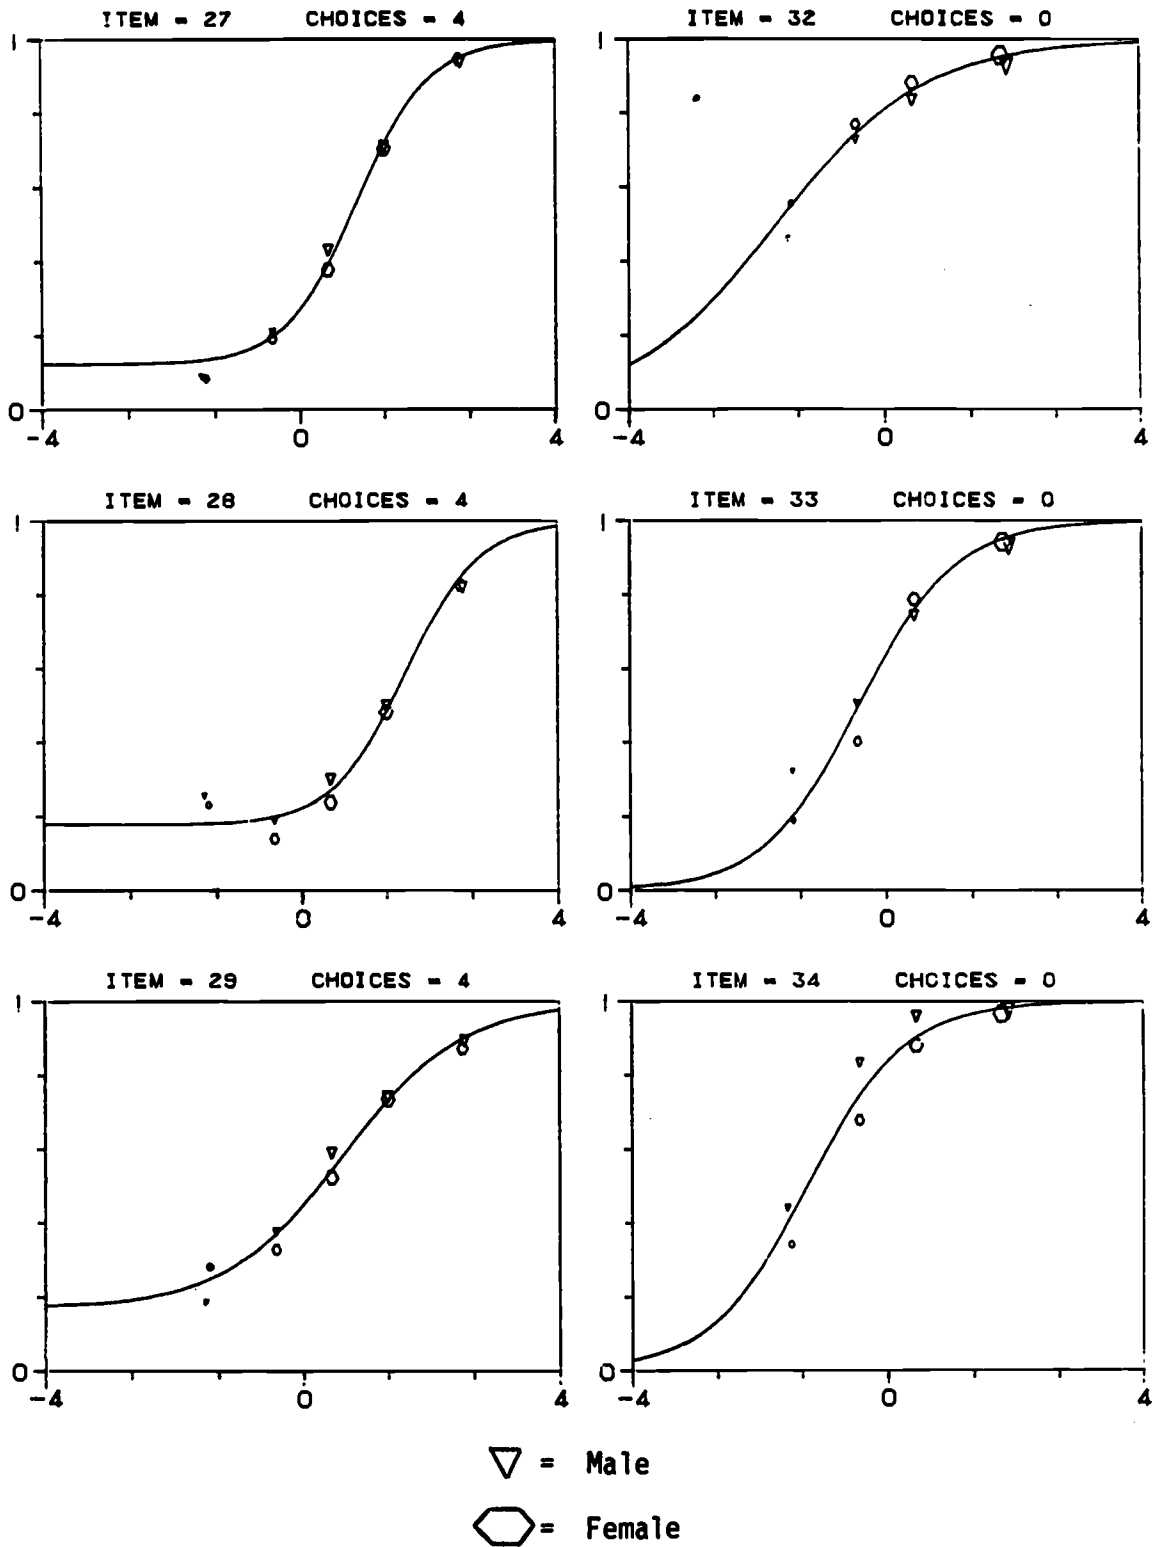 ITEM = 27 CHOICES = 4
1
0
-4 0 4
ITEM = 32 CHOICES = 0
1
0
-4 0 4
ITEM = 28 CHOICES = 4
1
0
-4 0 4
ITEM = 33 CHOICES = 0
1
0
-4 0 4
ITEM = 29 CHOICES = 4
1
0
-4 0 4
ITEM = 34 CHOICES = 0
1
0
-4 0 4
= Male
= Female